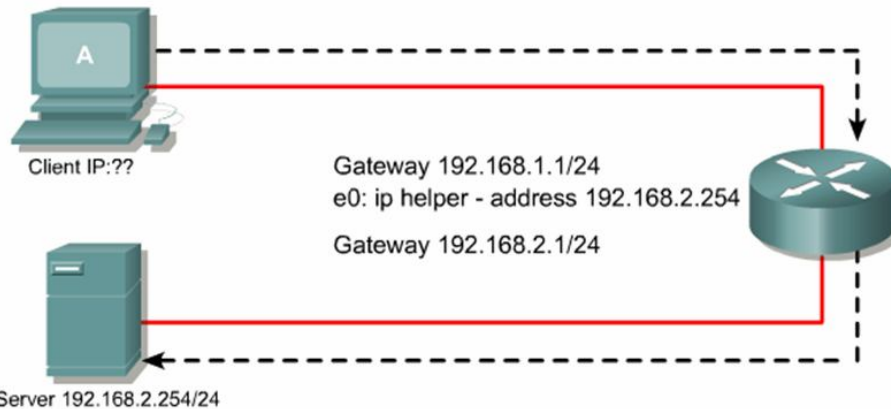 A
Client IP:??
Gateway 192.168.1.1/24
e0: ip helper - address 192.168.2.254
Gateway 192.168.2.1/24
Server 192.168.2.254/24